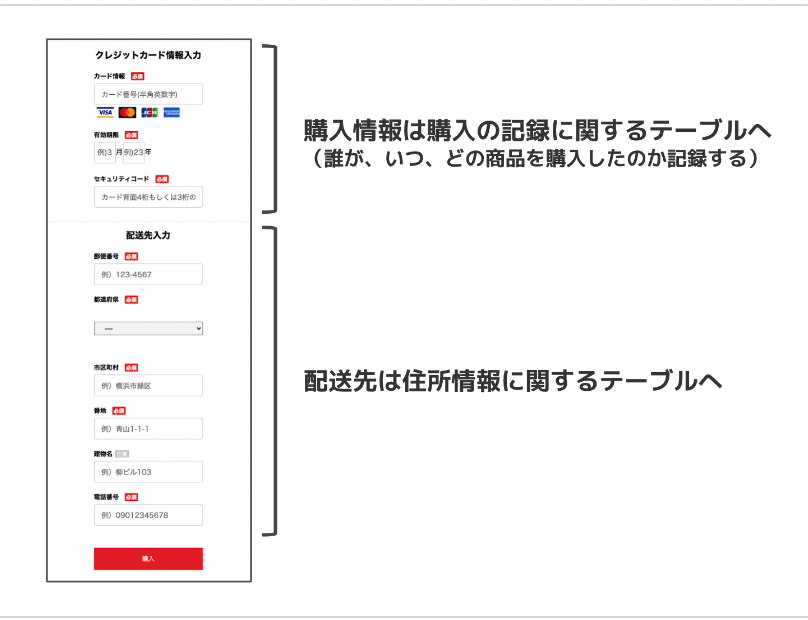 クレジットカード情報入力
カード情報 必須
カード番号(半角英数字)
VISA JCB
有効期限 必須
例)3 月 例)23 年
セキュリティコード 必須
カード背面4桁もしくは3桁の
購入情報は購入の記録に関するテーブルへ
（誰が、いつ、どの商品を購入したのか記録する）
配送先入力
郵便番号 必須
例）123-4567
都道府県 必須
---
市区町村 必須
例）横浜市緑区
番地 必須
例）青山1-1-1
建物名 任意
例）柳ビル103
電話番号 必須
例）09012345678
購入
配送先は住所情報に関するテーブルへ